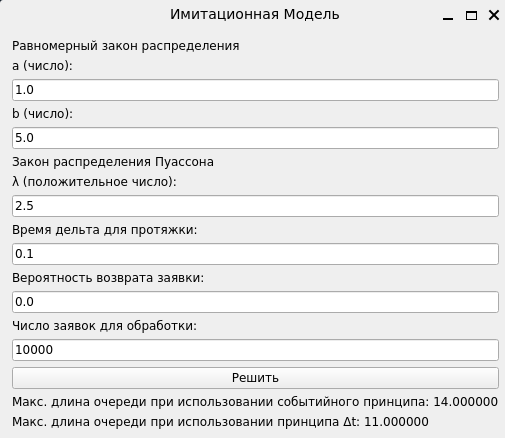 Имитационная Модель
Равномерный закон распределения
a (число):
1.0
b (число):
5.0
Закон распределения Пуассона
λ (положительное число):
2.5
Время дельта для протяжки:
0.1
Вероятность возврата заявки:
0.0
Число заявок для обработки:
10000
Решить
Макс. длина очереди при использовании событийного принципа: 14.000000
Макс. длина очереди при использовании принципа Δt: 11.000000